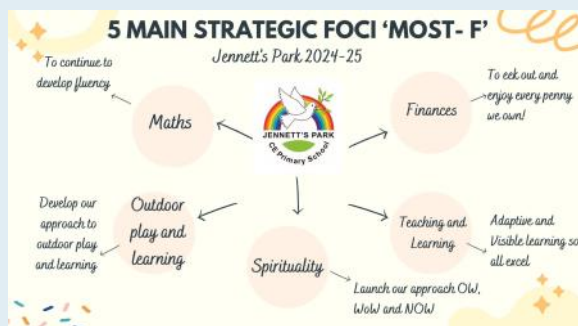 5 MAIN STRATEGIC FOCI ‘MOST- F’
Jennett's Park 2024-25
To continue to
develop fluency
Maths
JENNETT'S PARK
CE Primary School
Finances
To eek out and
enjoy every penny
we own!
Develop our
approach to
outdoor play
and learning
Outdoor
play and
learning
Spirituality
Launch our approach OW,
WoW and NOW
Teaching and
Learning
Adaptive and
Visible learning so
all excel